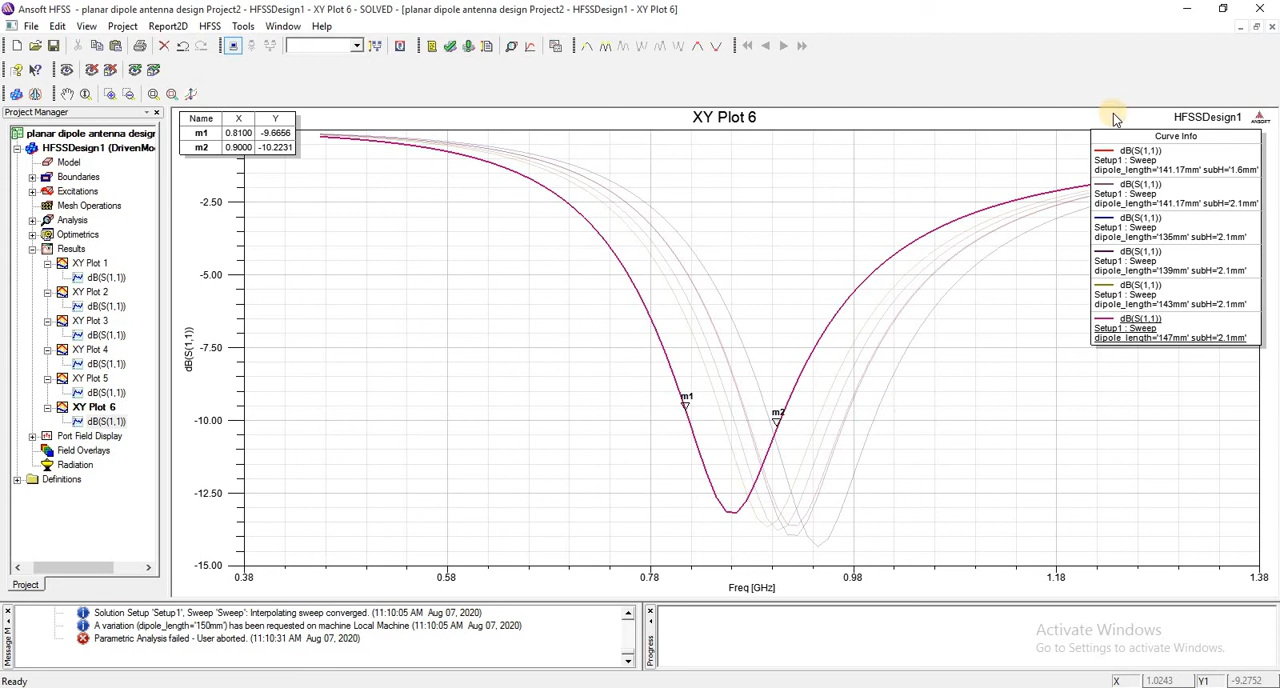 Ansoft HFSS - planar dipole antenna design Project2 - HFSSDesign1 - XY Plot 6 - SOLVED - [planar dipole antenna design Project2 - HFSSDesign1 - XY Plot 6]
File Edit View Project Report2D HFSS Tools Window Help
Project Manager
planar dipole antenna desigr
HFSSDesign1 (DrivenMo
Model
Boundaries
Excitations
Mesh Operations
Analysis
Optimetrics
Results
XY Plot 1
dB(S(1,1))
XY Plot 2
dB(S(1,1))
XY Plot 3
dB(S(1,1))
XY Plot 4
dB(S(1,1))
XY Plot 5
dB(S(1,1))
XY Plot 6
dB(S(1,1))
Port Field Display
Field Overlays
Radiation
Definitions
Project
XY Plot 6
HFSSDesign1
ANSOFT
Name X Y
m1 0.8100 -9.6656
m2 0.9000 -10.2231
Curve Info
dB(S(1,1))
Setup1 : Sweep
dipole_length='141.17mm' subH='1.6mm'
dB(S(1,1))
Setup1 : Sweep
dipole_length='141.17mm' subH='2.1mm'
dB(S(1,1))
Setup1 : Sweep
dipole_length='135mm' subH='2.1mm'
dB(S(1,1))
Setup1 : Sweep
dipole_length='139mm' subH='2.1mm'
dB(S(1,1))
Setup1 : Sweep
dipole_length='143mm' subH='2.1mm'
dB(S(1,1))
Setup1 : Sweep
dipole_length='147mm' subH='2.1mm'
-2.50
-5.00
-7.50
-10.00
-12.50
-15.00
dB(S(1,1))
m1
m2
0.38 0.58 0.78 0.98 1.18 1.38
Freq [GHz]
Message M
Solution Setup 'Setup1', Sweep 'Sweep': Interpolating sweep converged. (11:10:05 AM Aug 07, 2020)
A variation (dipole_length='150mm') has been requested on machine Local Machine (11:10:05 AM Aug 07, 2020)
Parametric Analysis failed - User aborted. (11:10:31 AM Aug 07, 2020)
Progress
Activate Windows
Go to Settings to activate Windows.
Ready
X 1.0243 Y1 -9.2752